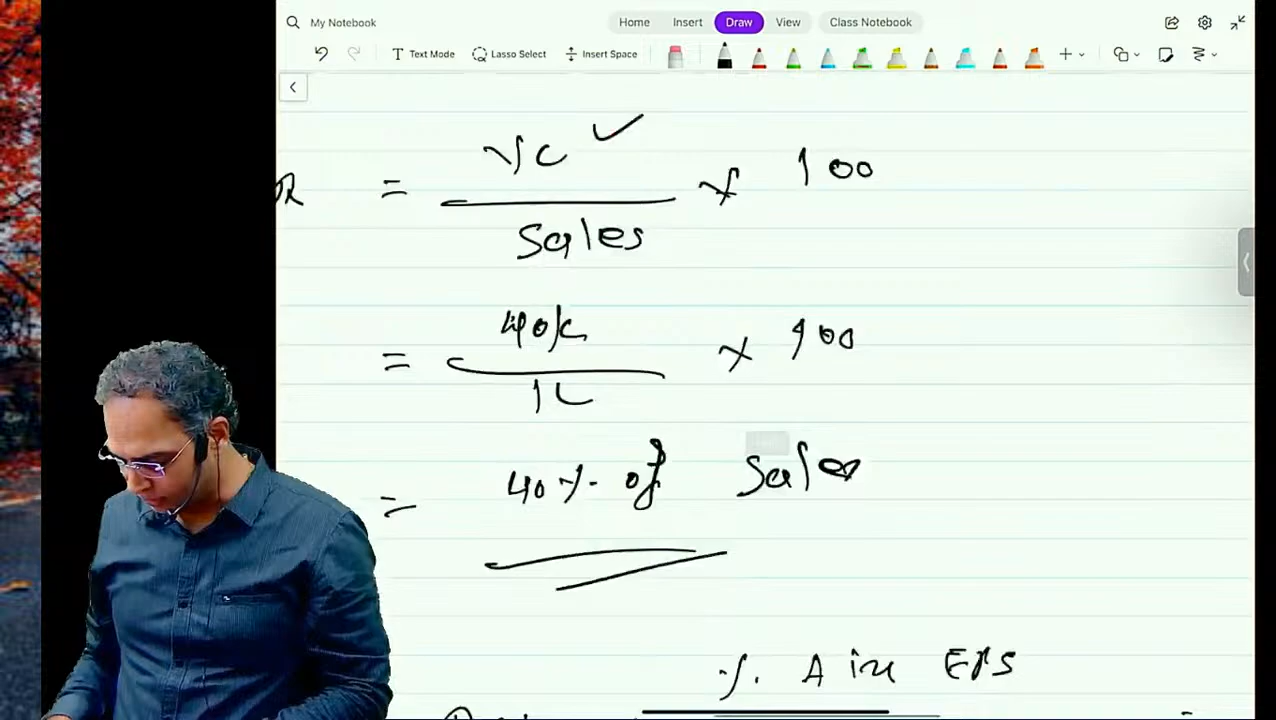 My Notebook Home Insert Draw View Class Notebook
Text Mode Lasso Select Insert Space
= VC ✓
Sales × 100
= 40k
1L × 100
= 40% of Sales
%. Δ in EPS